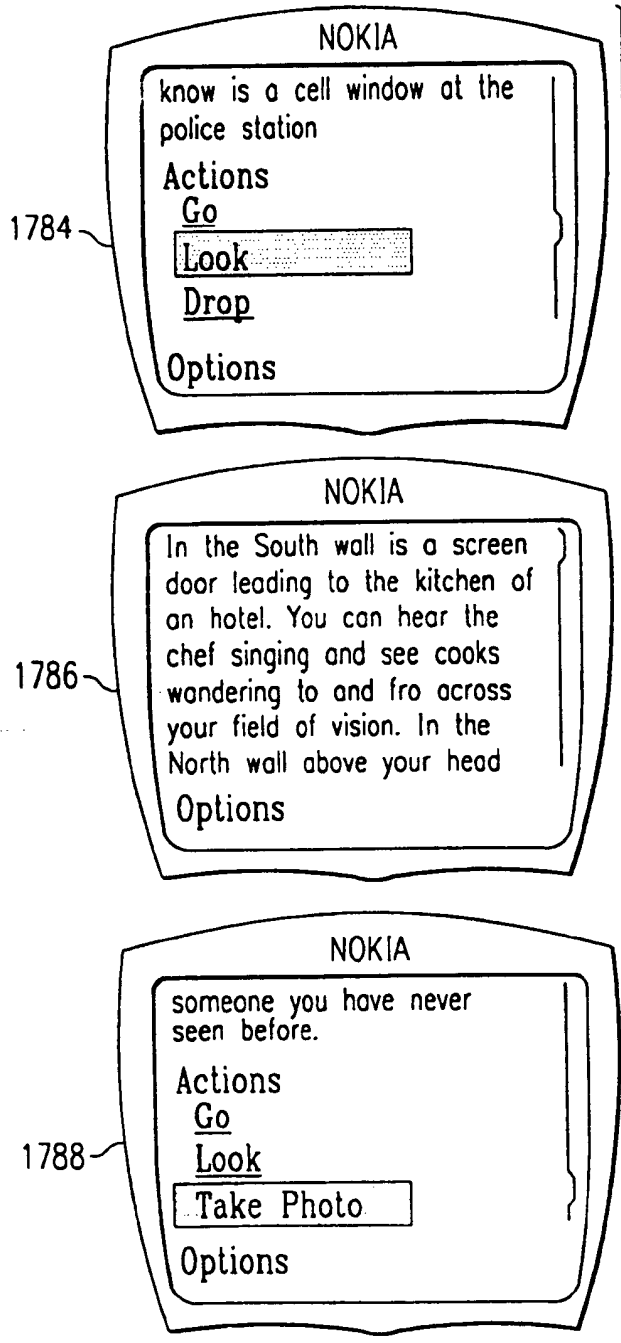 NOKIA
know is a cell window at the
police station
Actions
Go
Look
Drop
Options
1784
NOKIA
In the South wall is a screen
door leading to the kitchen of
an hotel. You can hear the
chef singing and see cooks
wandering to and fro across
your field of vision. In the
North wall above your head
Options
1786
NOKIA
someone you have never
seen before.
Actions
Go
Look
Take Photo
Options
1788